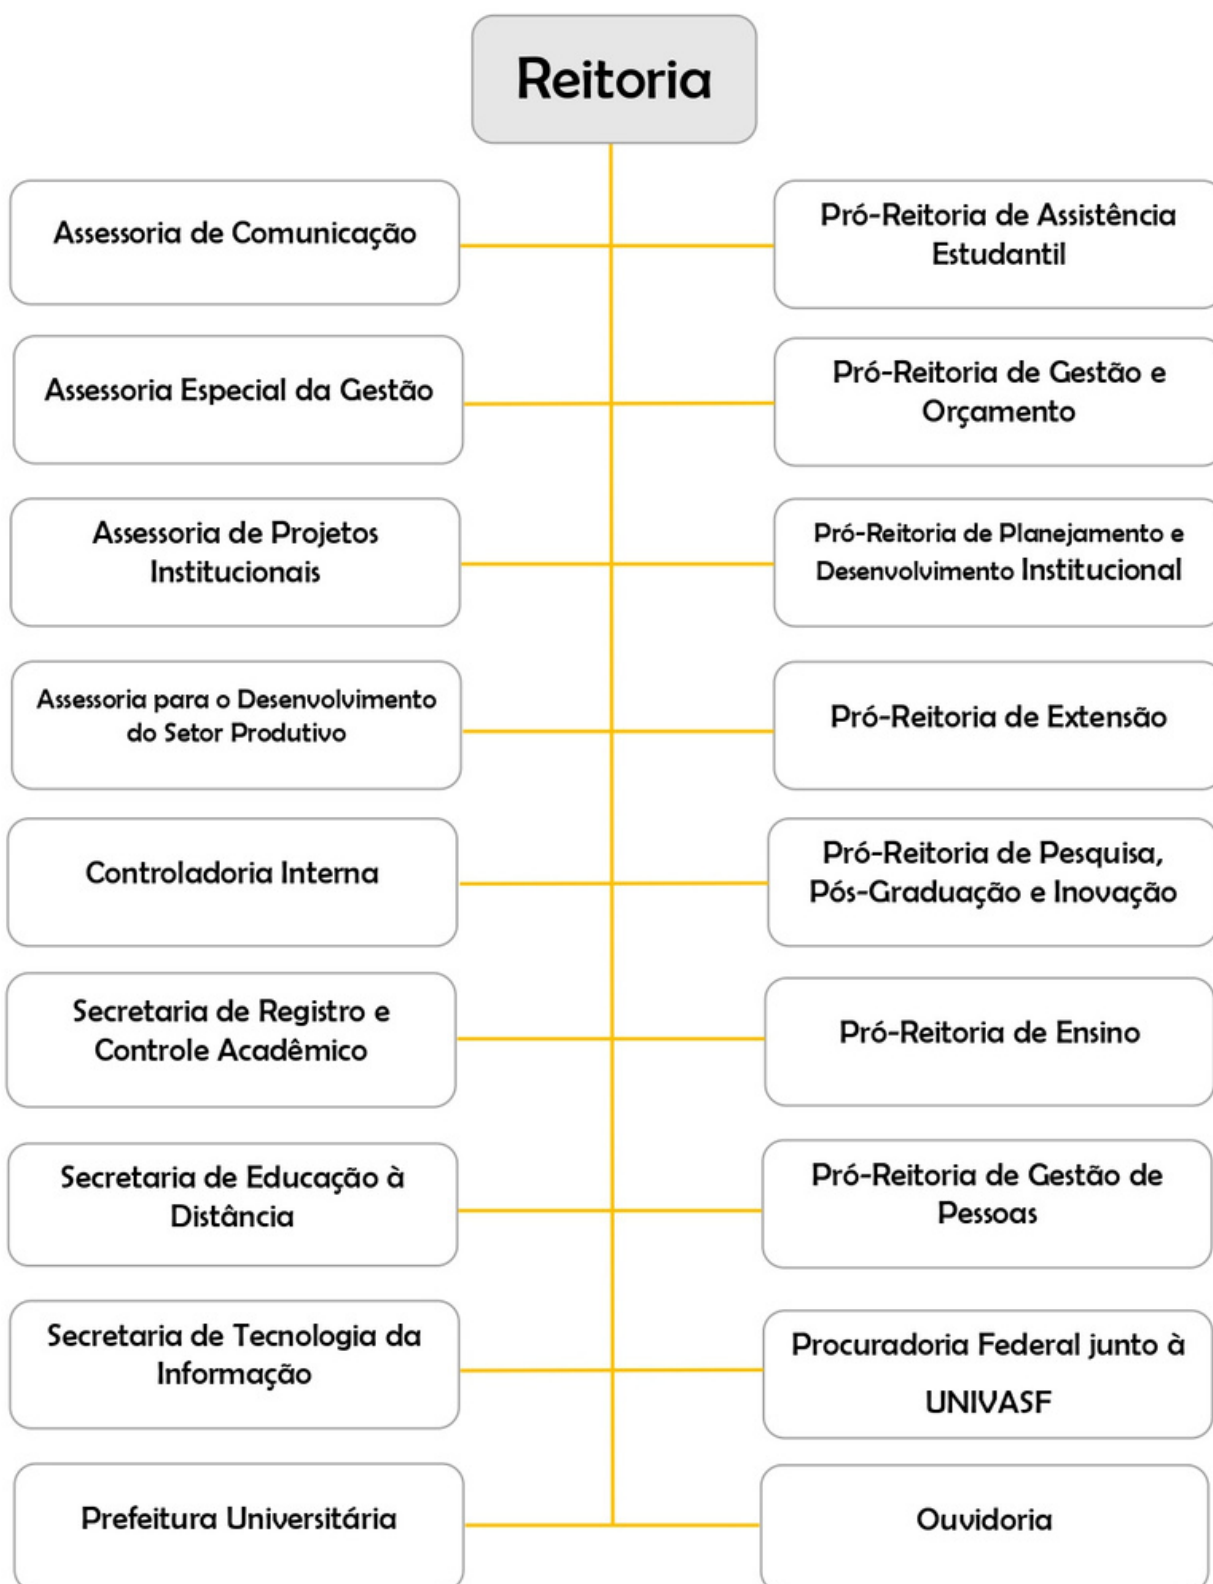 Reitoria
Assessoria de Comunicação
Pró-Reitoria de Assistência
Estudantil
Assessoria Especial da Gestão
Pró-Reitoria de Gestão e
Orçamento
Assessoria de Projetos
Institucionais
Pró-Reitoria de Planejamento e
Desenvolvimento Institucional
Assessoria para o Desenvolvimento
do Setor Produtivo
Pró-Reitoria de Extensão
Controladoria Interna
Pró-Reitoria de Pesquisa,
Pós-Graduação e Inovação
Secretaria de Registro e
Controle Acadêmico
Pró-Reitoria de Ensino
Secretaria de Educação à
Distância
Pró-Reitoria de Gestão de
Pessoas
Secretaria de Tecnologia da
Informação
Procuradoria Federal junto à
UNIVASF
Prefeitura Universitária
Ouvidoria